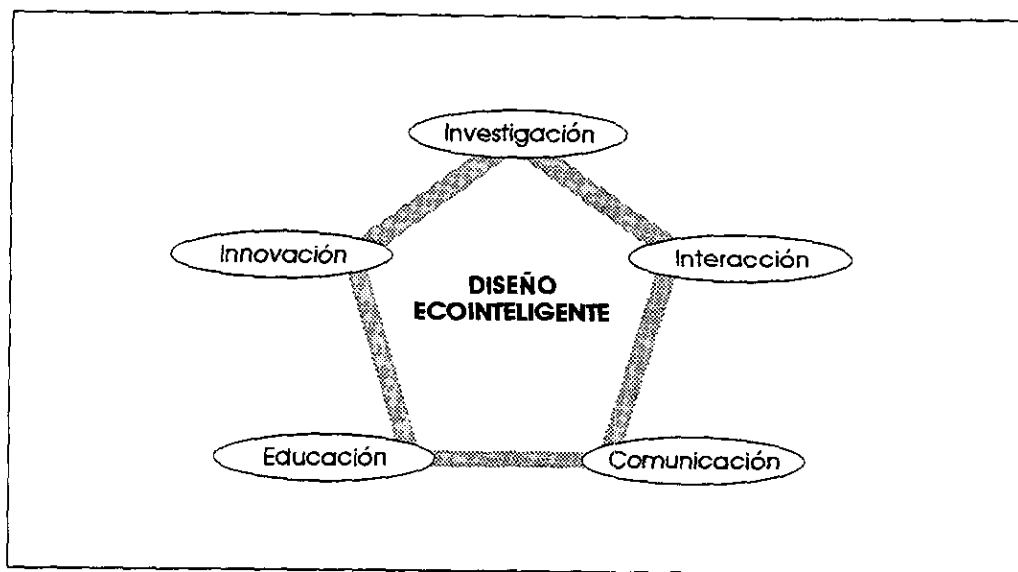 Investigación
Innovación
Interacción
DISEÑO
ECOINTELIGENTE
Educación
Comunicación